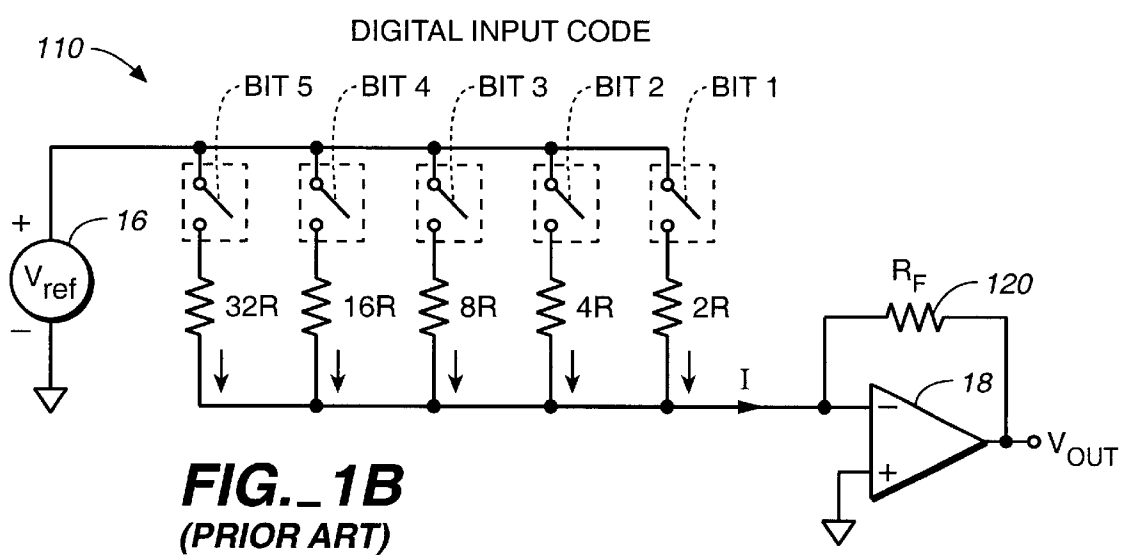 DIGITAL INPUT CODE
110
BIT 5 BIT 4 BIT 3 BIT 2 BIT 1
+ 16
Vref
−
32R 16R 8R 4R 2R
RF 120
I
18
−
+
VOUT
FIG._1B
(PRIOR ART)